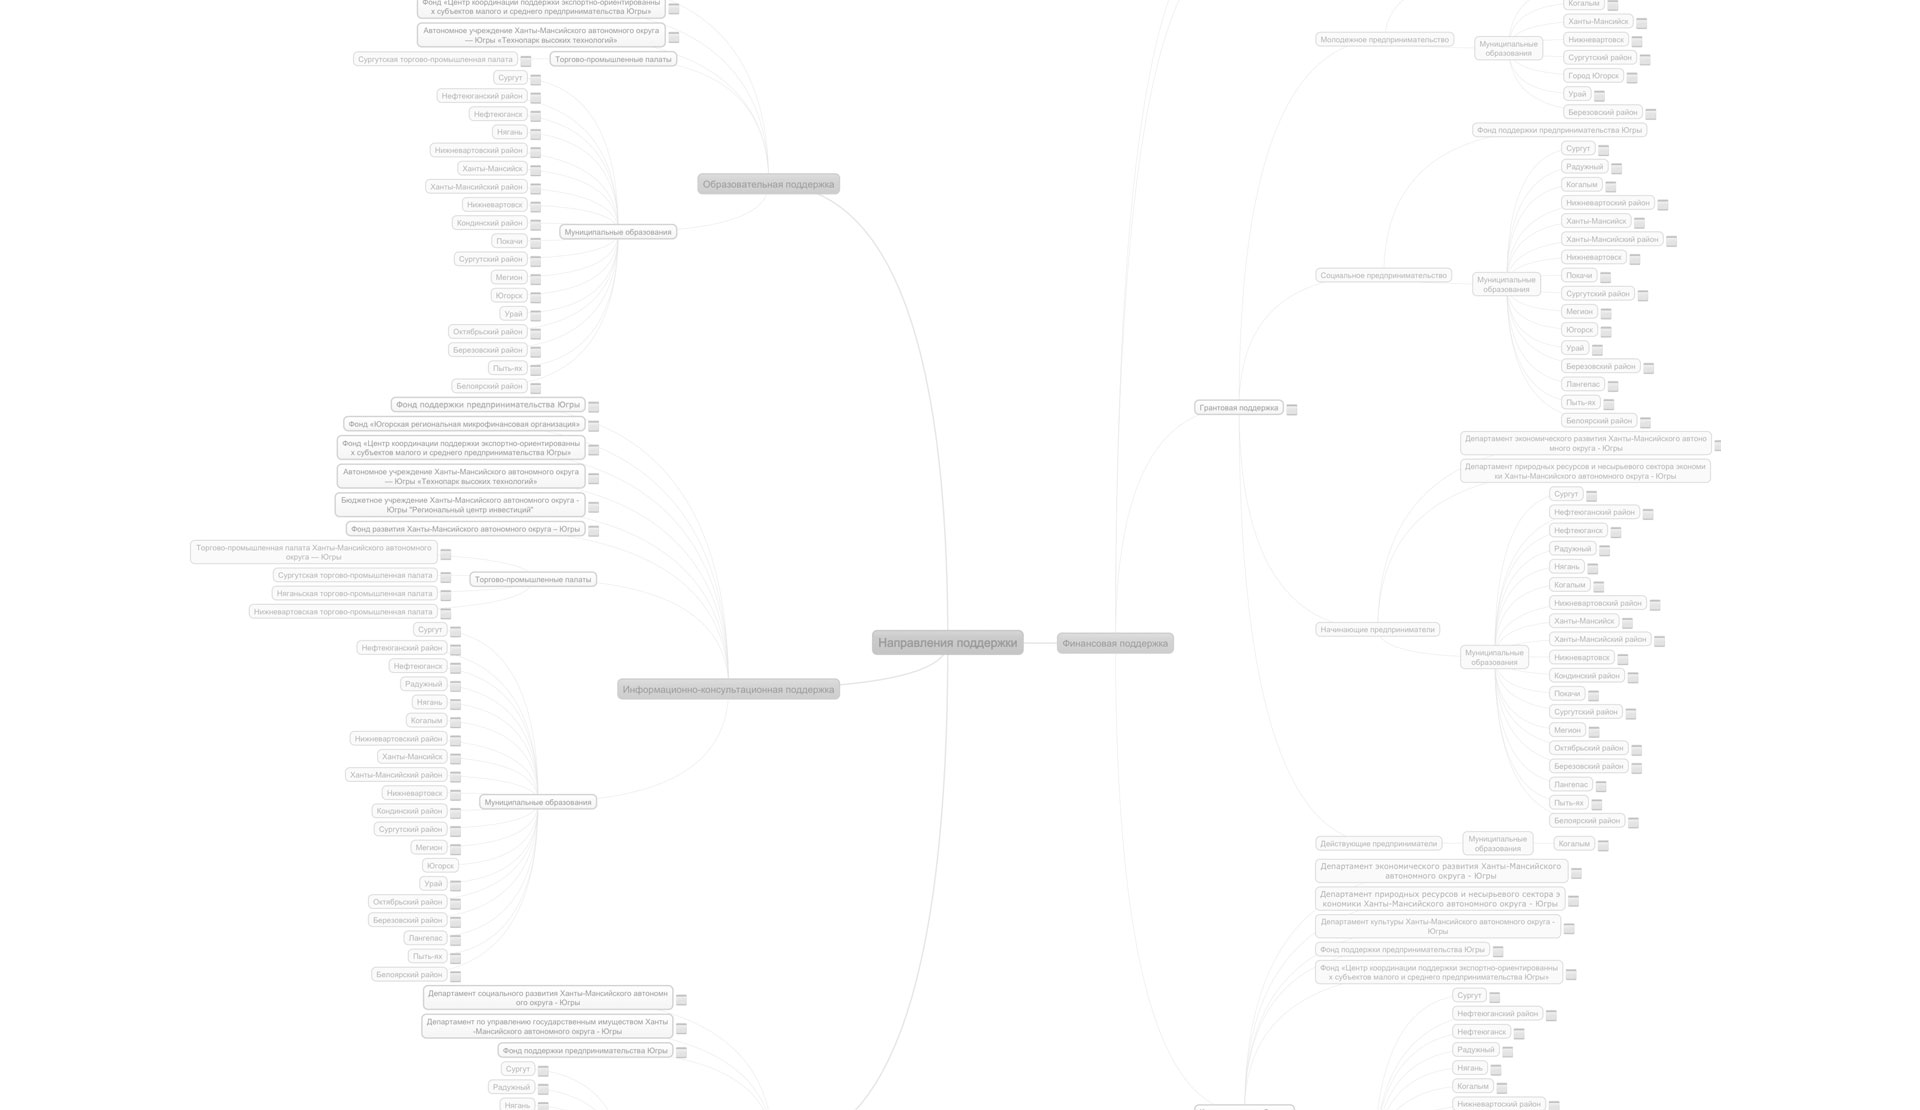 Фонд «Центр координации поддержки экспортно-ориентированны
х субъектов малого и среднего предпринимательства Югры»
Автономное учреждение Ханты-Мансийского автономного округа
— Югры «Технопарк высоких технологий»
Сургутская торгово-промышленная палата
Торгово-промышленные палаты
Сургут
Нефтеюганский район
Нефтеюганск
Нягань
Нижневартовский район
Ханты-Мансийск
Ханты-Мансийский район
Нижневартовск
Кондинский район
Покачи
Сургутский район
Мегион
Югорск
Урай
Октябрьский район
Березовский район
Пыть-ях
Белоярский район
Муниципальные образования
Образовательная поддержка
Фонд поддержки предпринимательства Югры
Фонд «Югорская региональная микрофинансовая организация»
Фонд «Центр координации поддержки экспортно-ориентированны
х субъектов малого и среднего предпринимательства Югры»
Автономное учреждение Ханты-Мансийского автономного округа
— Югры «Технопарк высоких технологий»
Бюджетное учреждение Ханты-Мансийского автономного округа -
Югры "Региональный центр инвестиций"
Фонд развития Ханты-Мансийского автономного округа – Югры
Торгово-промышленная палата Ханты-Мансийского автономного
округа — Югры
Сургутская торгово-промышленная палата
Няганьская торгово-промышленная палата
Нижневартовская торгово-промышленная палата
Торгово-промышленные палаты
Сургут
Нефтеюганский район
Нефтеюганск
Радужный
Нягань
Когалым
Нижневартовский район
Ханты-Мансийск
Ханты-Мансийский район
Нижневартовск
Кондинский район
Сургутский район
Мегион
Югорск
Урай
Октябрьский район
Березовский район
Лангепас
Пыть-ях
Белоярский район
Муниципальные образования
Информационно-консультационная поддержка
Департамент социального развития Ханты-Мансийского автономн
ого округа - Югры
Департамент по управлению государственным имуществом Ханты
-Мансийского автономного округа - Югры
Фонд поддержки предпринимательства Югры
Сургут
Радужный
Нягань
Направления поддержки
Финансовая поддержка
Грантовая поддержка
Молодежное предпринимательство
Муниципальные
образования
Когалым
Ханты-Мансийск
Нижневартовск
Сургутский район
Город Югорск
Урай
Березовский район
Социальное предпринимательство
Фонд поддержки предпринимательства Югры
Муниципальные
образования
Сургут
Радужный
Когалым
Нижневартоский район
Ханты-Мансийск
Ханты-Мансийский район
Нижневартовск
Покачи
Сургутский район
Мегион
Югорск
Урай
Березовский район
Лангепас
Пыть-ях
Белоярский район
Начинающие предприниматели
Департамент экономического развития Ханты-Мансийского автоно
много округа - Югры
Департамент природных ресурсов и несырьевого сектора экономи
ки Ханты-Мансийского автономного округа - Югры
Муниципальные
образования
Сургут
Нефтеюганский район
Нефтеюганск
Радужный
Нягань
Когалым
Нижневартовский район
Ханты-Мансийск
Ханты-Мансийский район
Нижневартовск
Кондинский район
Покачи
Сургутский район
Мегион
Октябрьский район
Березовский район
Лангепас
Пыть-ях
Белоярский район
Действующие предприниматели
Муниципальные
образования
Когалым
Департамент экономического развития Ханты-Мансийского
автономного округа - Югры
Департамент природных ресурсов и несырьевого сектора э
кономики Ханты-Мансийского автономного округа - Югры
Департамент культуры Ханты-Мансийского автономного округа -
Югры
Фонд поддержки предпринимательства Югры
Фонд «Центр координации поддержки экспортно-ориентированны
х субъектов малого и среднего предпринимательства Югры»
Сургут
Нефтеюганский район
Нефтеюганск
Радужный
Нягань
Когалым
Нижневартоский район